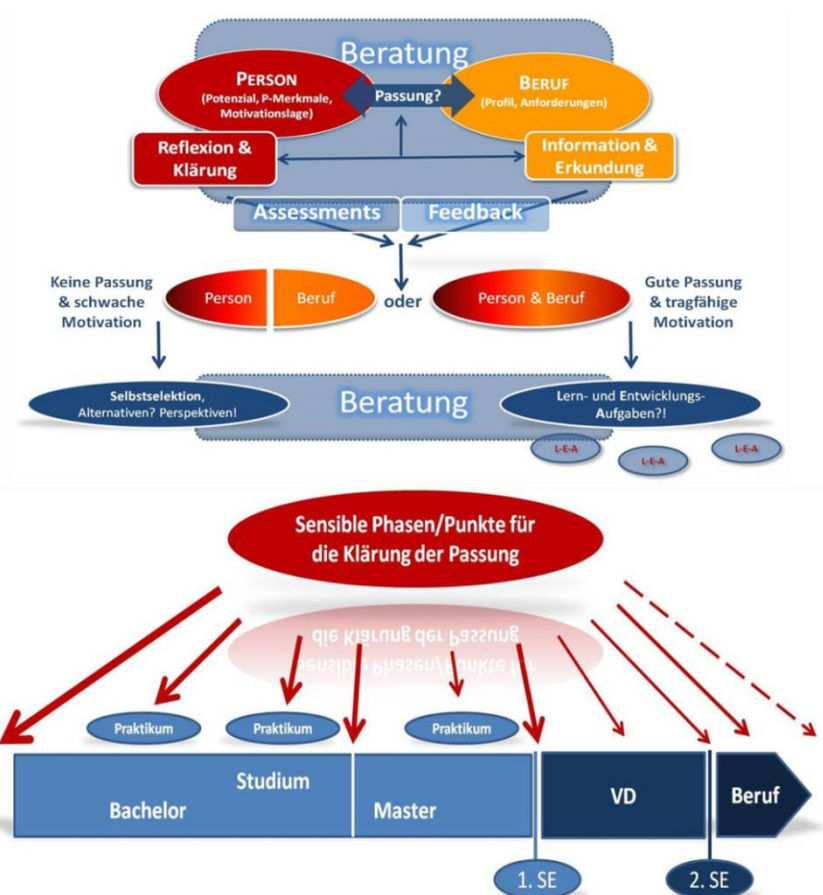 Beratung
PERSON
(Potenzial, P-Merkmale,
Motivationslage)
Passung?
BERUF
(Profil, Anforderungen)
Reflexion &
Klärung
Information &
Erkundung
Assessments
Feedback
Keine Passung
& schwache
Motivation
Person
Beruf
oder
Person & Beruf
Gute Passung
& tragfähige
Motivation
Selbstselektion,
Alternativen? Perspektiven!
Beratung
Lern- und Entwicklungs-
Aufgaben?!
L-E-A
L-E-A
L-E-A
Sensible Phasen/Punkte für
die Klärung der Passung
Praktikum
Praktikum
Praktikum
Studium
Bachelor
Master
VD
Beruf
1. SE
2. SE